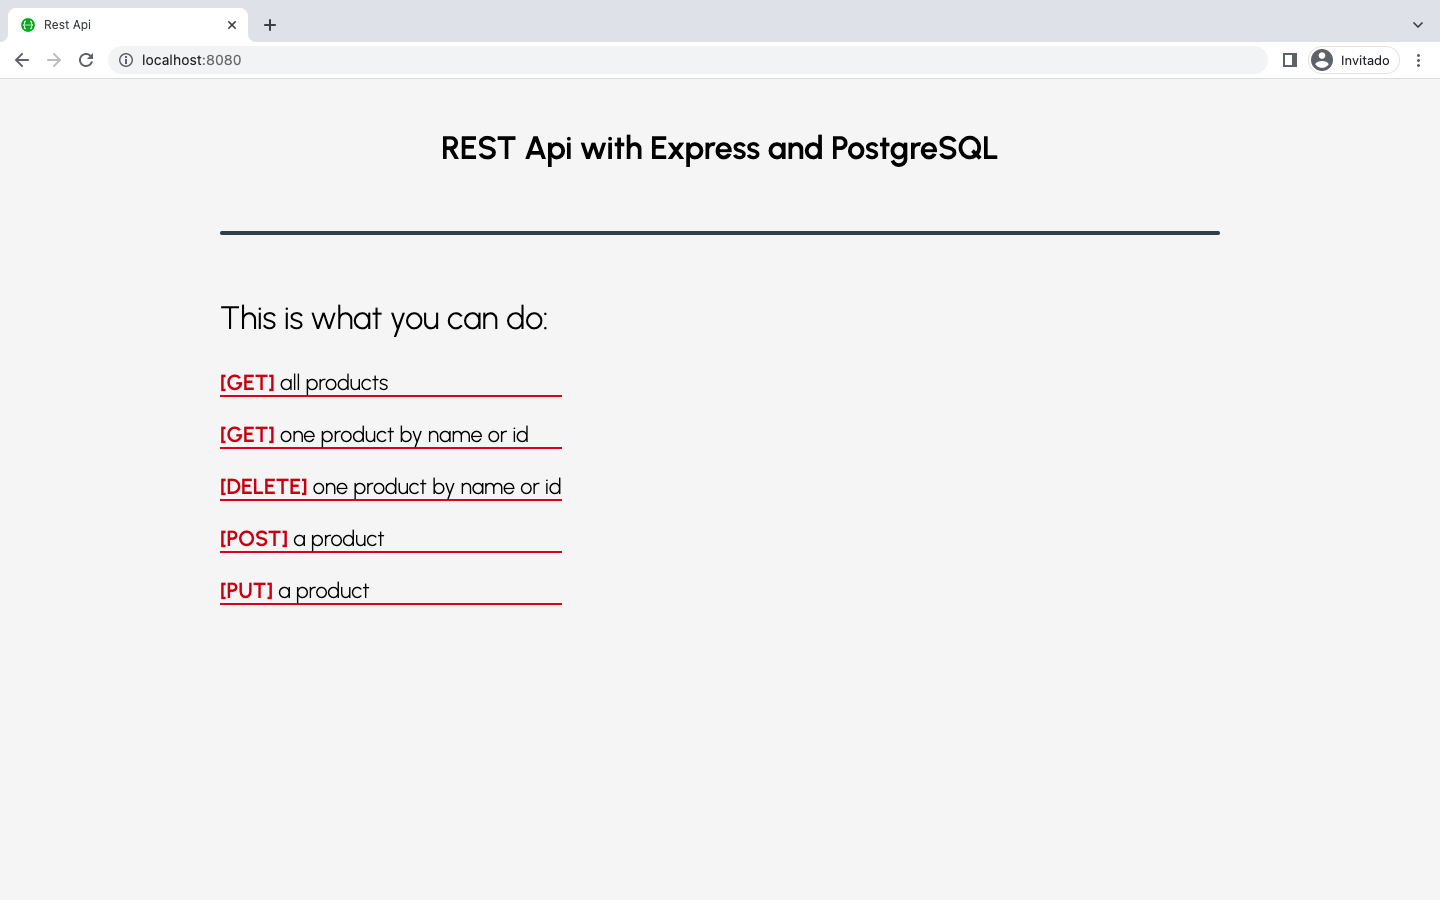 Rest Api
localhost:8080
Invitado
REST Api with Express and PostgreSQL
This is what you can do:
[GET] all products
[GET] one product by name or id
[DELETE] one product by name or id
[POST] a product
[PUT] a product